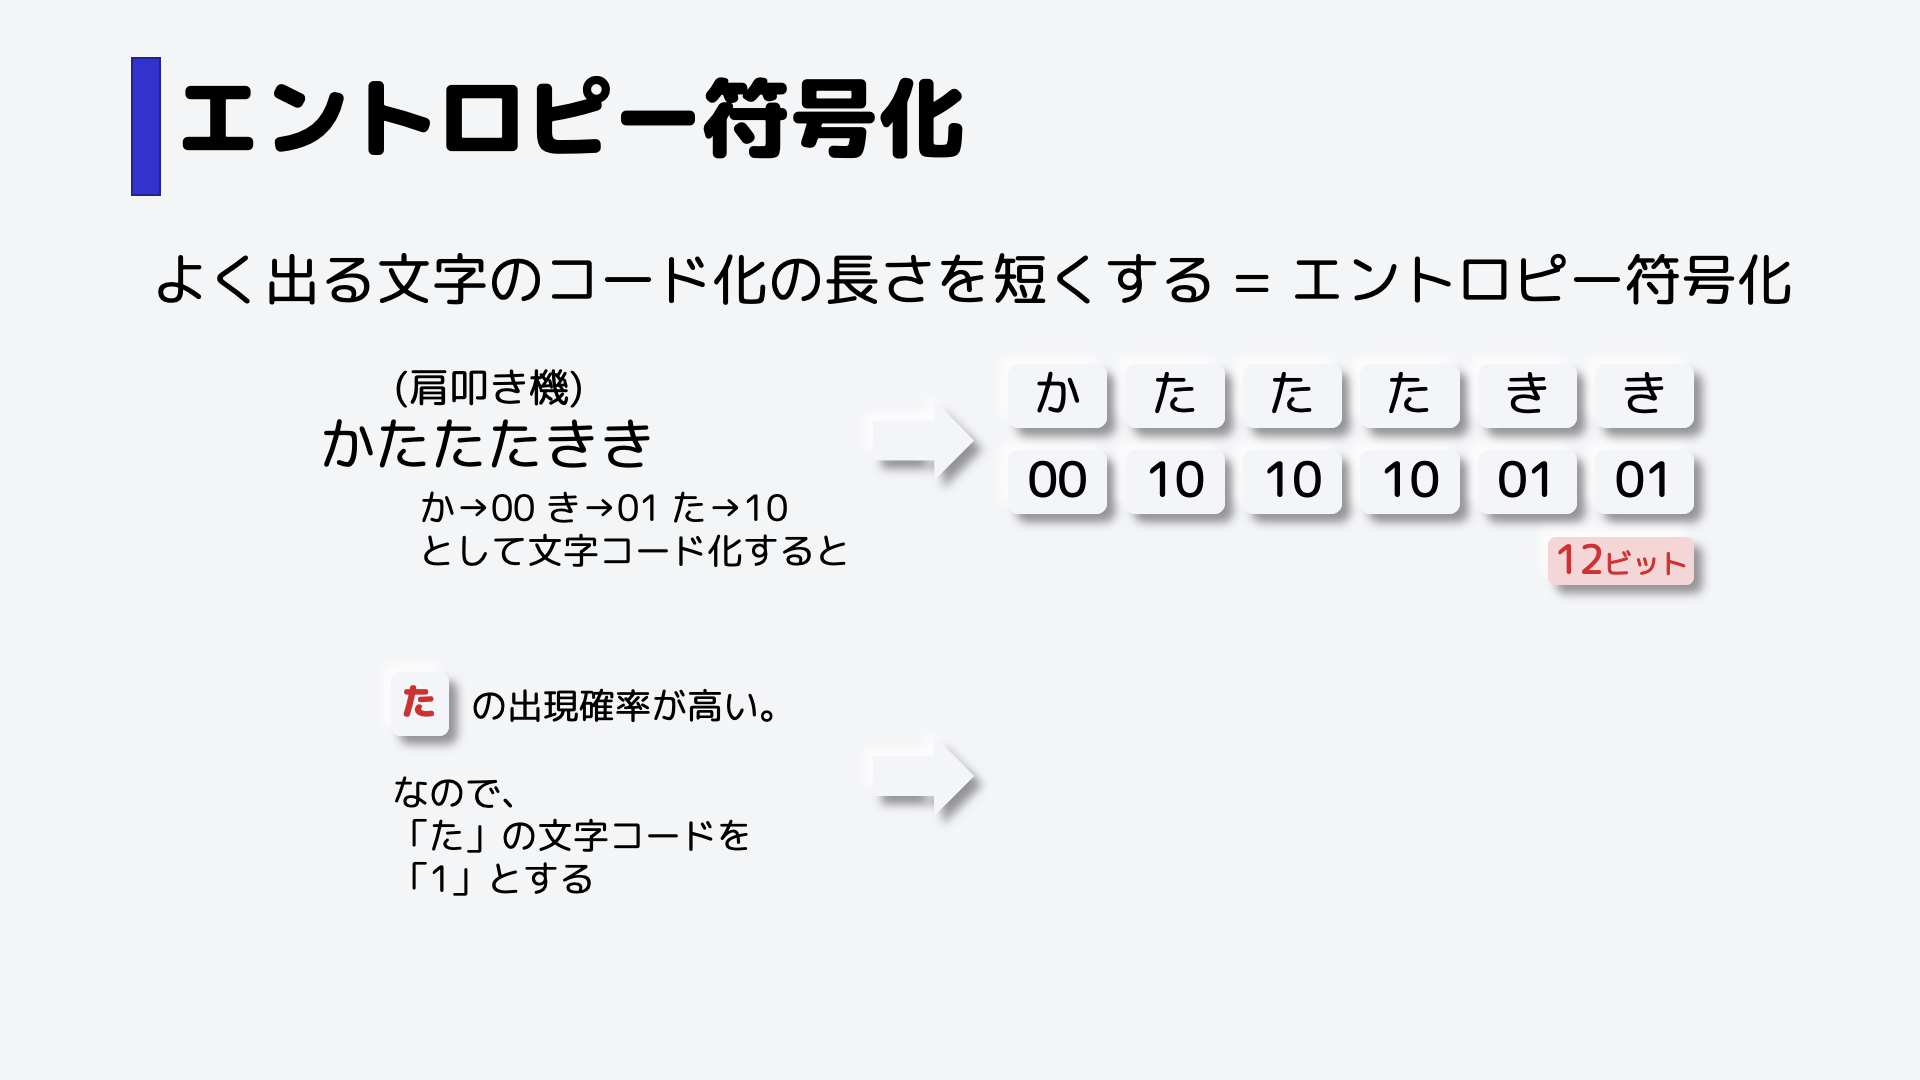 エントロピー符号化
よく出る文字のコード化の長さを短くする = エントロピー符号化
(肩叩き機)
かたたたきき
か→00 き→01 た→10
として文字コード化すると
か た た た き き
00 10 10 10 01 01
12ビット
た の出現確率が高い。
なので、
「た」の文字コードを
「1」とする